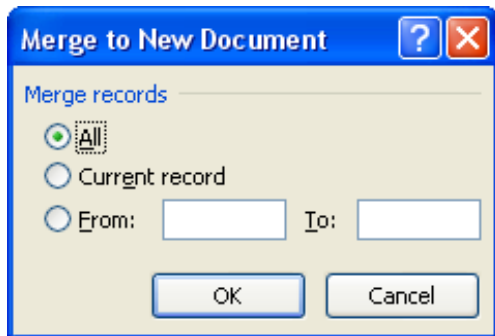 Merge to New Document ?
Merge records
All
Current record
From: To:
OK Cancel